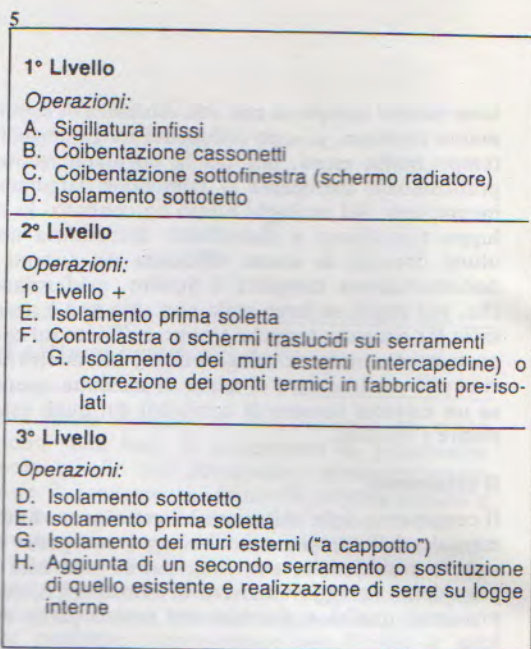 5
1° Livello
Operazioni:
A. Sigillatura infissi
B. Coibentazione cassonetti
C. Coibentazione sottofinestra (schermo radiatore)
D. Isolamento sottotetto
2° Livello
Operazioni:
1° Livello +
E. Isolamento prima soletta
F. Controlastra o schermi traslucidi sui serramenti
G. Isolamento dei muri esterni (intercapedine) o
correzione dei ponti termici in fabbricati pre-iso-
lati
3° Livello
Operazioni:
D. Isolamento sottotetto
E. Isolamento prima soletta
G. Isolamento dei muri esterni ("a cappotto")
H. Aggiunta di un secondo serramento o sostituzione
di quello esistente e realizzazione di serre su logge
interne